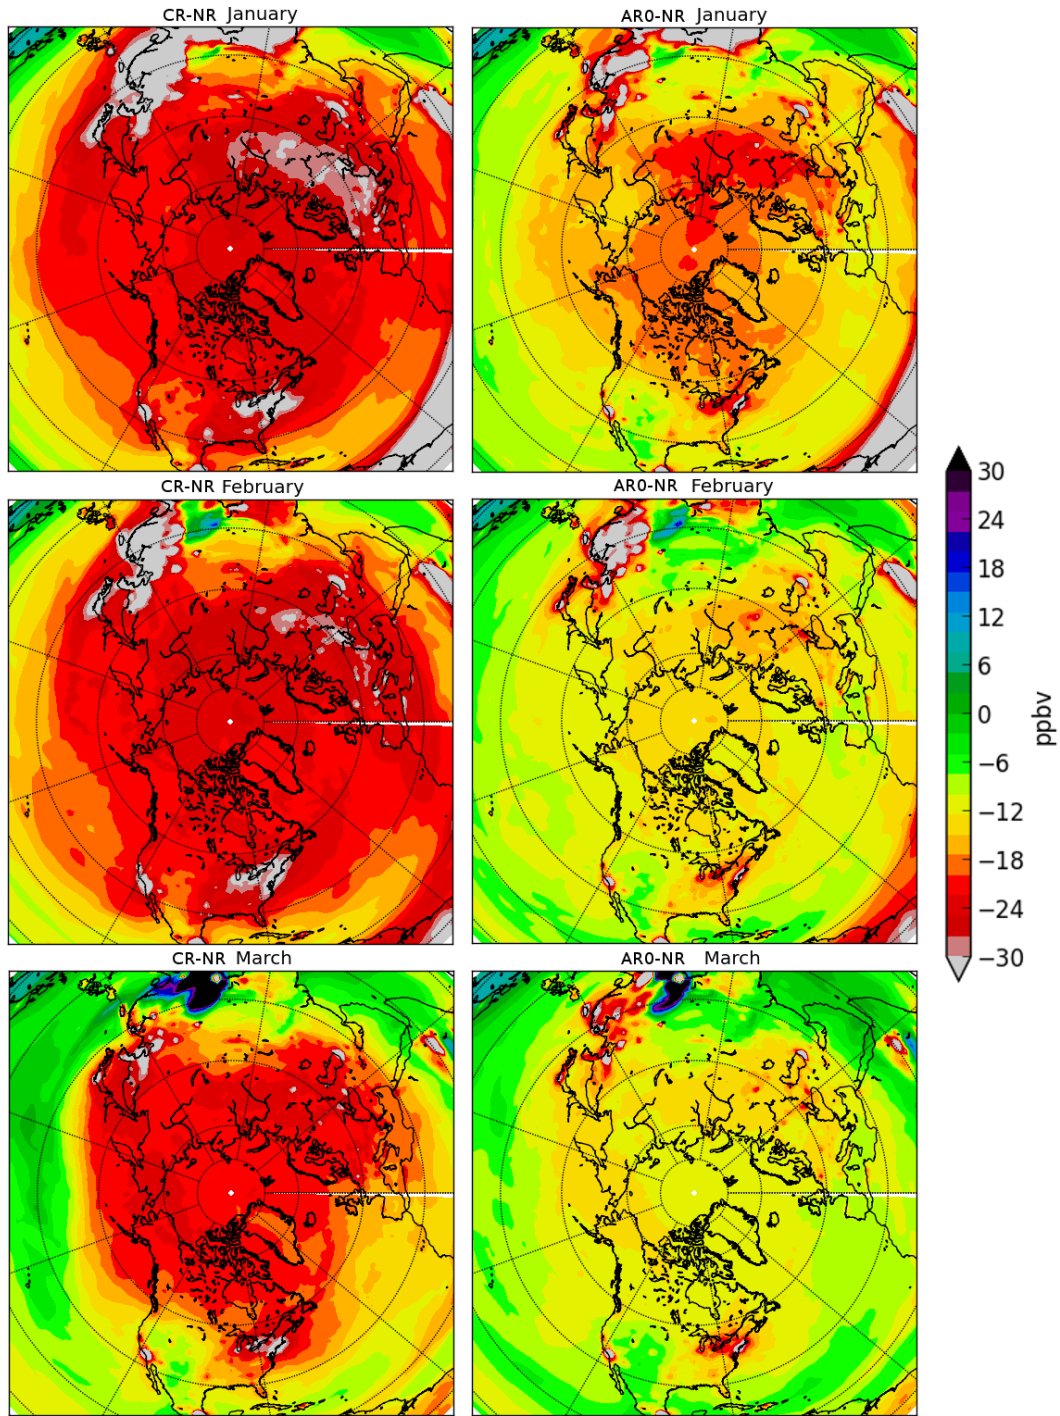 CR-NR January
AR0-NR January
CR-NR February
AR0-NR February
CR-NR March
AR0-NR March
30
24
18
12
6
0
−6
−12
−18
−24
−30
ppbv